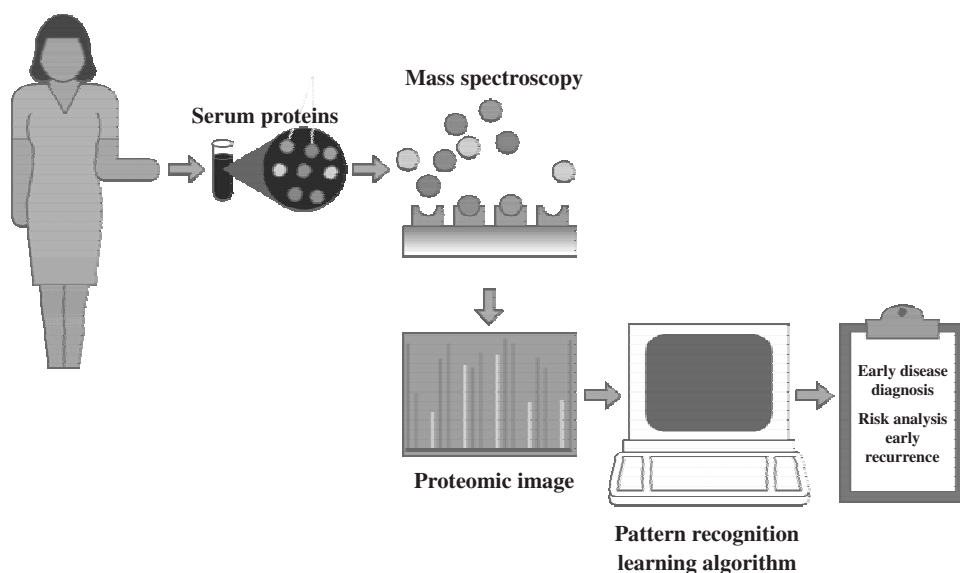 Mass spectroscopy
Serum proteins
Early disease
diagnosis
Risk analysis
early
recurrence
Proteomic image
Pattern recognition
learning algorithm